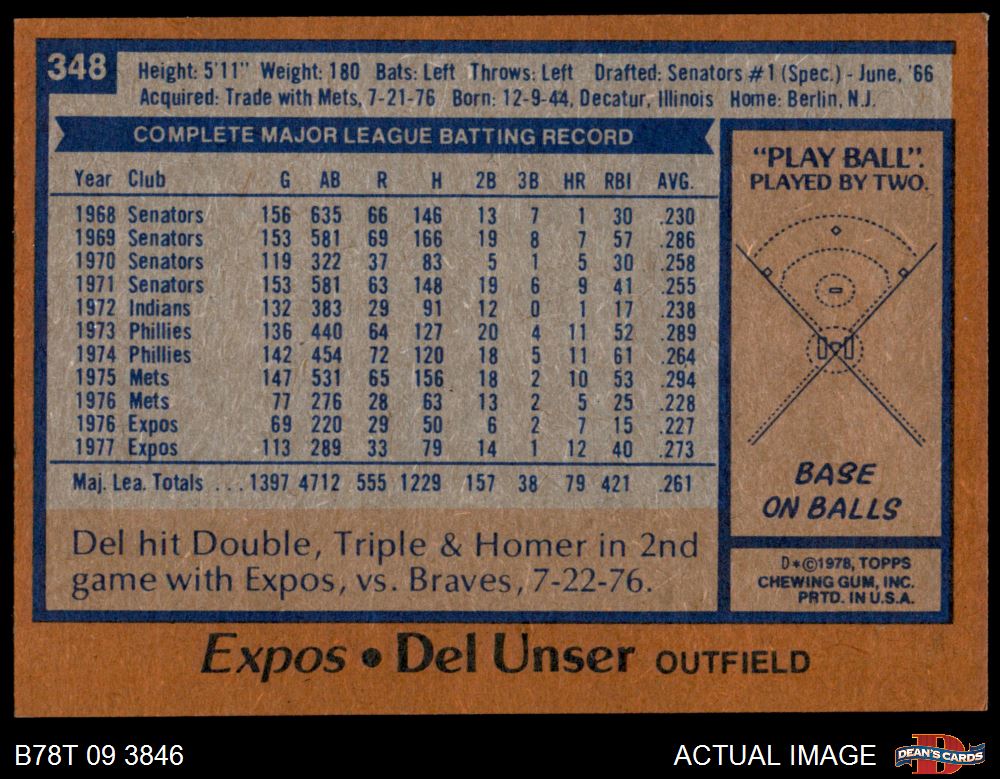 348
Height: 5'11" Weight: 180 Bats: Left Throws: Left Drafted: Senators #1 (Spec.) - June, '66
Acquired: Trade with Mets, 7-21-76 Born: 12-9-44, Decatur, Illinois Home: Berlin, N.J.
COMPLETE MAJOR LEAGUE BATTING RECORD
Year Club G AB R H 2B 3B HR RBI AVG.
1968 Senators 156 635 66 146 13 7 1 30 .230
1969 Senators 153 581 69 166 19 8 7 57 .286
1970 Senators 119 322 37 83 5 1 5 30 .258
1971 Senators 153 581 63 148 19 6 9 41 .255
1972 Indians 132 383 29 91 12 0 1 17 .238
1973 Phillies 136 440 64 127 20 4 11 52 .289
1974 Phillies 142 454 72 120 18 5 11 61 .264
1975 Mets 147 531 65 156 18 2 10 53 .294
1976 Mets 77 276 28 63 13 2 5 25 .228
1976 Expos 69 220 29 50 6 2 7 15 .227
1977 Expos 113 289 33 79 14 1 12 40 .273
Maj. Lea. Totals ... 1397 4712 555 1229 157 38 79 421 .261
Del hit Double, Triple & Homer in 2nd
game with Expos, vs. Braves, 7-22-76.
"PLAY BALL".
PLAYED BY TWO.
BASE
ON BALLS
D*©1978, TOPPS
CHEWING GUM, INC.
PRTD. IN U.S.A.
Expos • Del Unser OUTFIELD
B78T 09 3846
ACTUAL IMAGE
DEAN'S CARDS